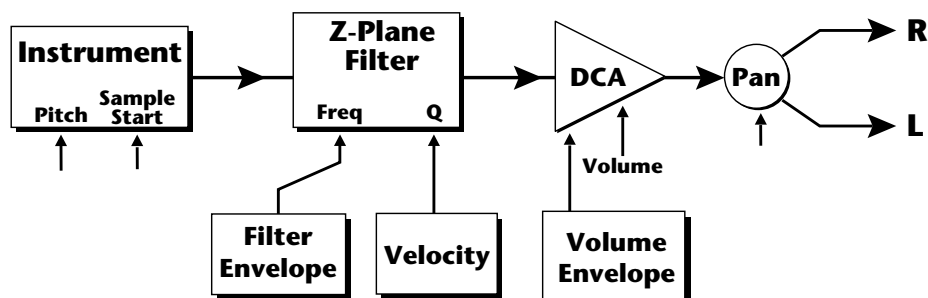 Instrument
Pitch
Sample
Start
Z-Plane
Filter
Freq
Q
DCA
Volume
Pan
R
L
Filter
Envelope
Velocity
Volume
Envelope